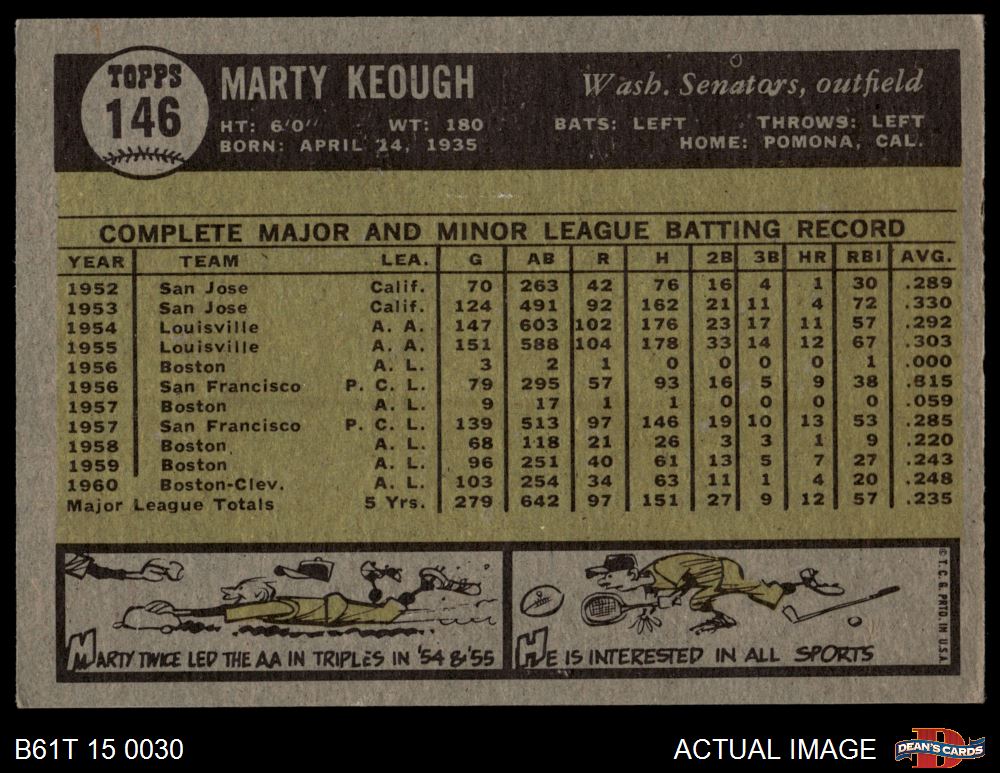 TOPPS
146
MARTY KEOUGH
Wash. Senators, outfield
HT: 6'0" WT: 180 BATS: LEFT THROWS: LEFT
BORN: APRIL 24, 1935 HOME: POMONA, CAL.
COMPLETE MAJOR AND MINOR LEAGUE BATTING RECORD
YEAR TEAM LEA. G AB R H 2B 3B HR RBI AVG.
1952 San Jose Calif. 70 263 42 76 16 4 1 30 .289
1953 San Jose Calif. 124 491 92 162 21 11 4 72 .330
1954 Louisville A. A. 147 603 102 176 23 17 11 57 .292
1955 Louisville A. A. 151 588 104 178 33 14 12 67 .303
1956 Boston A. L. 3 2 1 0 0 0 0 1 .000
1956 San Francisco P. C. L. 79 295 57 93 16 5 9 38 .815
1957 Boston A. L. 9 17 1 1 0 0 0 0 .059
1957 San Francisco P. C. L. 139 513 97 146 19 10 13 53 .285
1958 Boston A. L. 68 118 21 26 3 3 1 9 .220
1959 Boston A. L. 96 251 40 61 13 5 7 27 .243
1960 Boston-Clev. A. L. 103 254 34 63 11 1 4 20 .248
Major League Totals 5 Yrs. 279 642 97 151 27 9 12 57 .235
MARTY TWICE LED THE AA IN TRIPLES IN '54 & '55
HE IS INTERESTED IN ALL SPORTS
© T. C. G. PRTD. IN U.S.A.
B61T 15 0030
ACTUAL IMAGE
D
DEAN'S CARDS